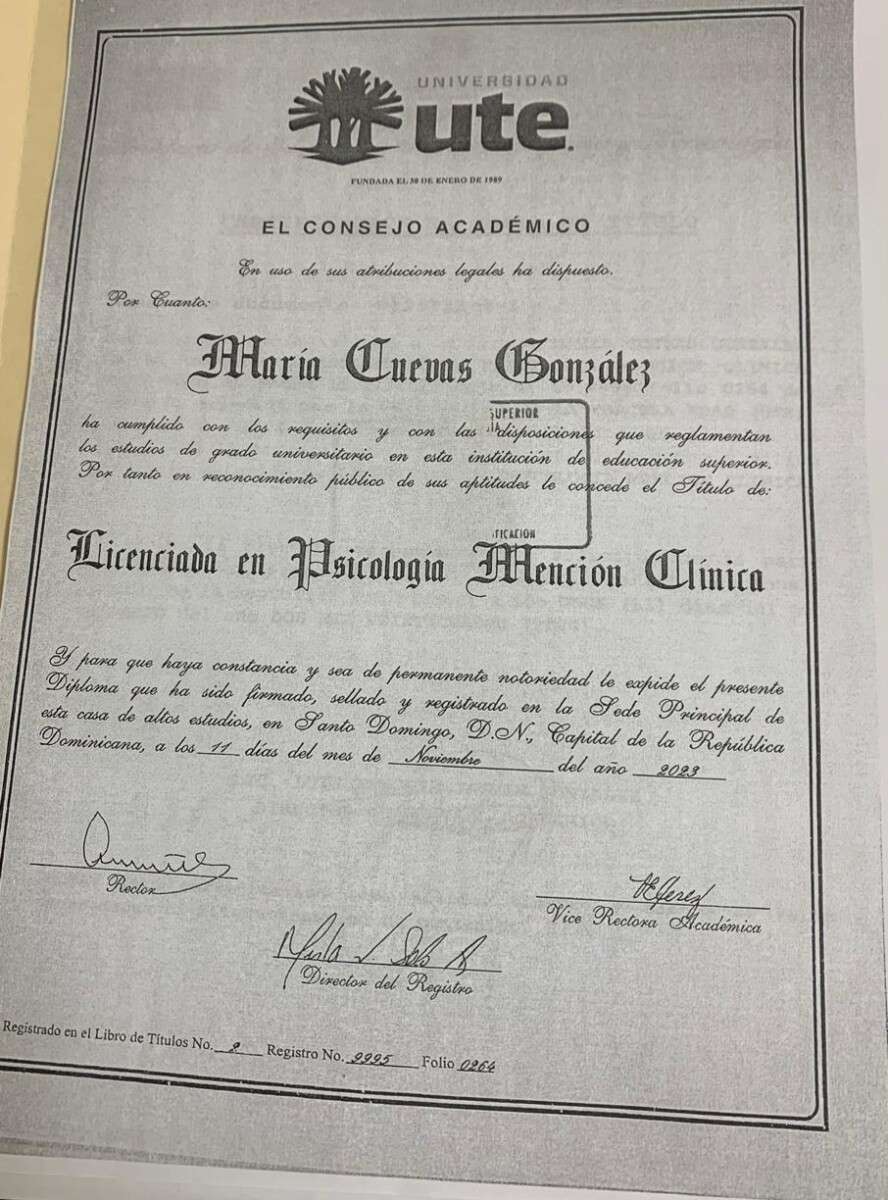 UNIVERSIDAD
ute.
FUNDADA EL 30 DE ENERO DE 1989
EL CONSEJO ACADÉMICO
En uso de sus atribuciones legales ha dispuesto.
Por Cuanto:
María Cuevas González
SUPERIOR
ha cumplido con los requisitos y con las disposiciones que reglamentan
los estudios de grado universitario en esta institución de educación superior.
Por tanto en reconocimiento público de sus aptitudes le concede el Título de:
IFICACIÓN
Licenciada en Psicología Mención Clínica
Y para que haya constancia y sea de permanente notoriedad le expide el presente
Diploma que ha sido firmado, sellado y registrado en la Sede Principal de
esta casa de altos estudios, en Santo Domingo, D.N., Capital de la República
Dominicana, a los 11 días del mes de Noviembre del año 2023
Rector
Vice Rectora Académica
Director del Registro
Registrado en el Libro de Títulos No. 2 Registro No. 9995 Folio 0264